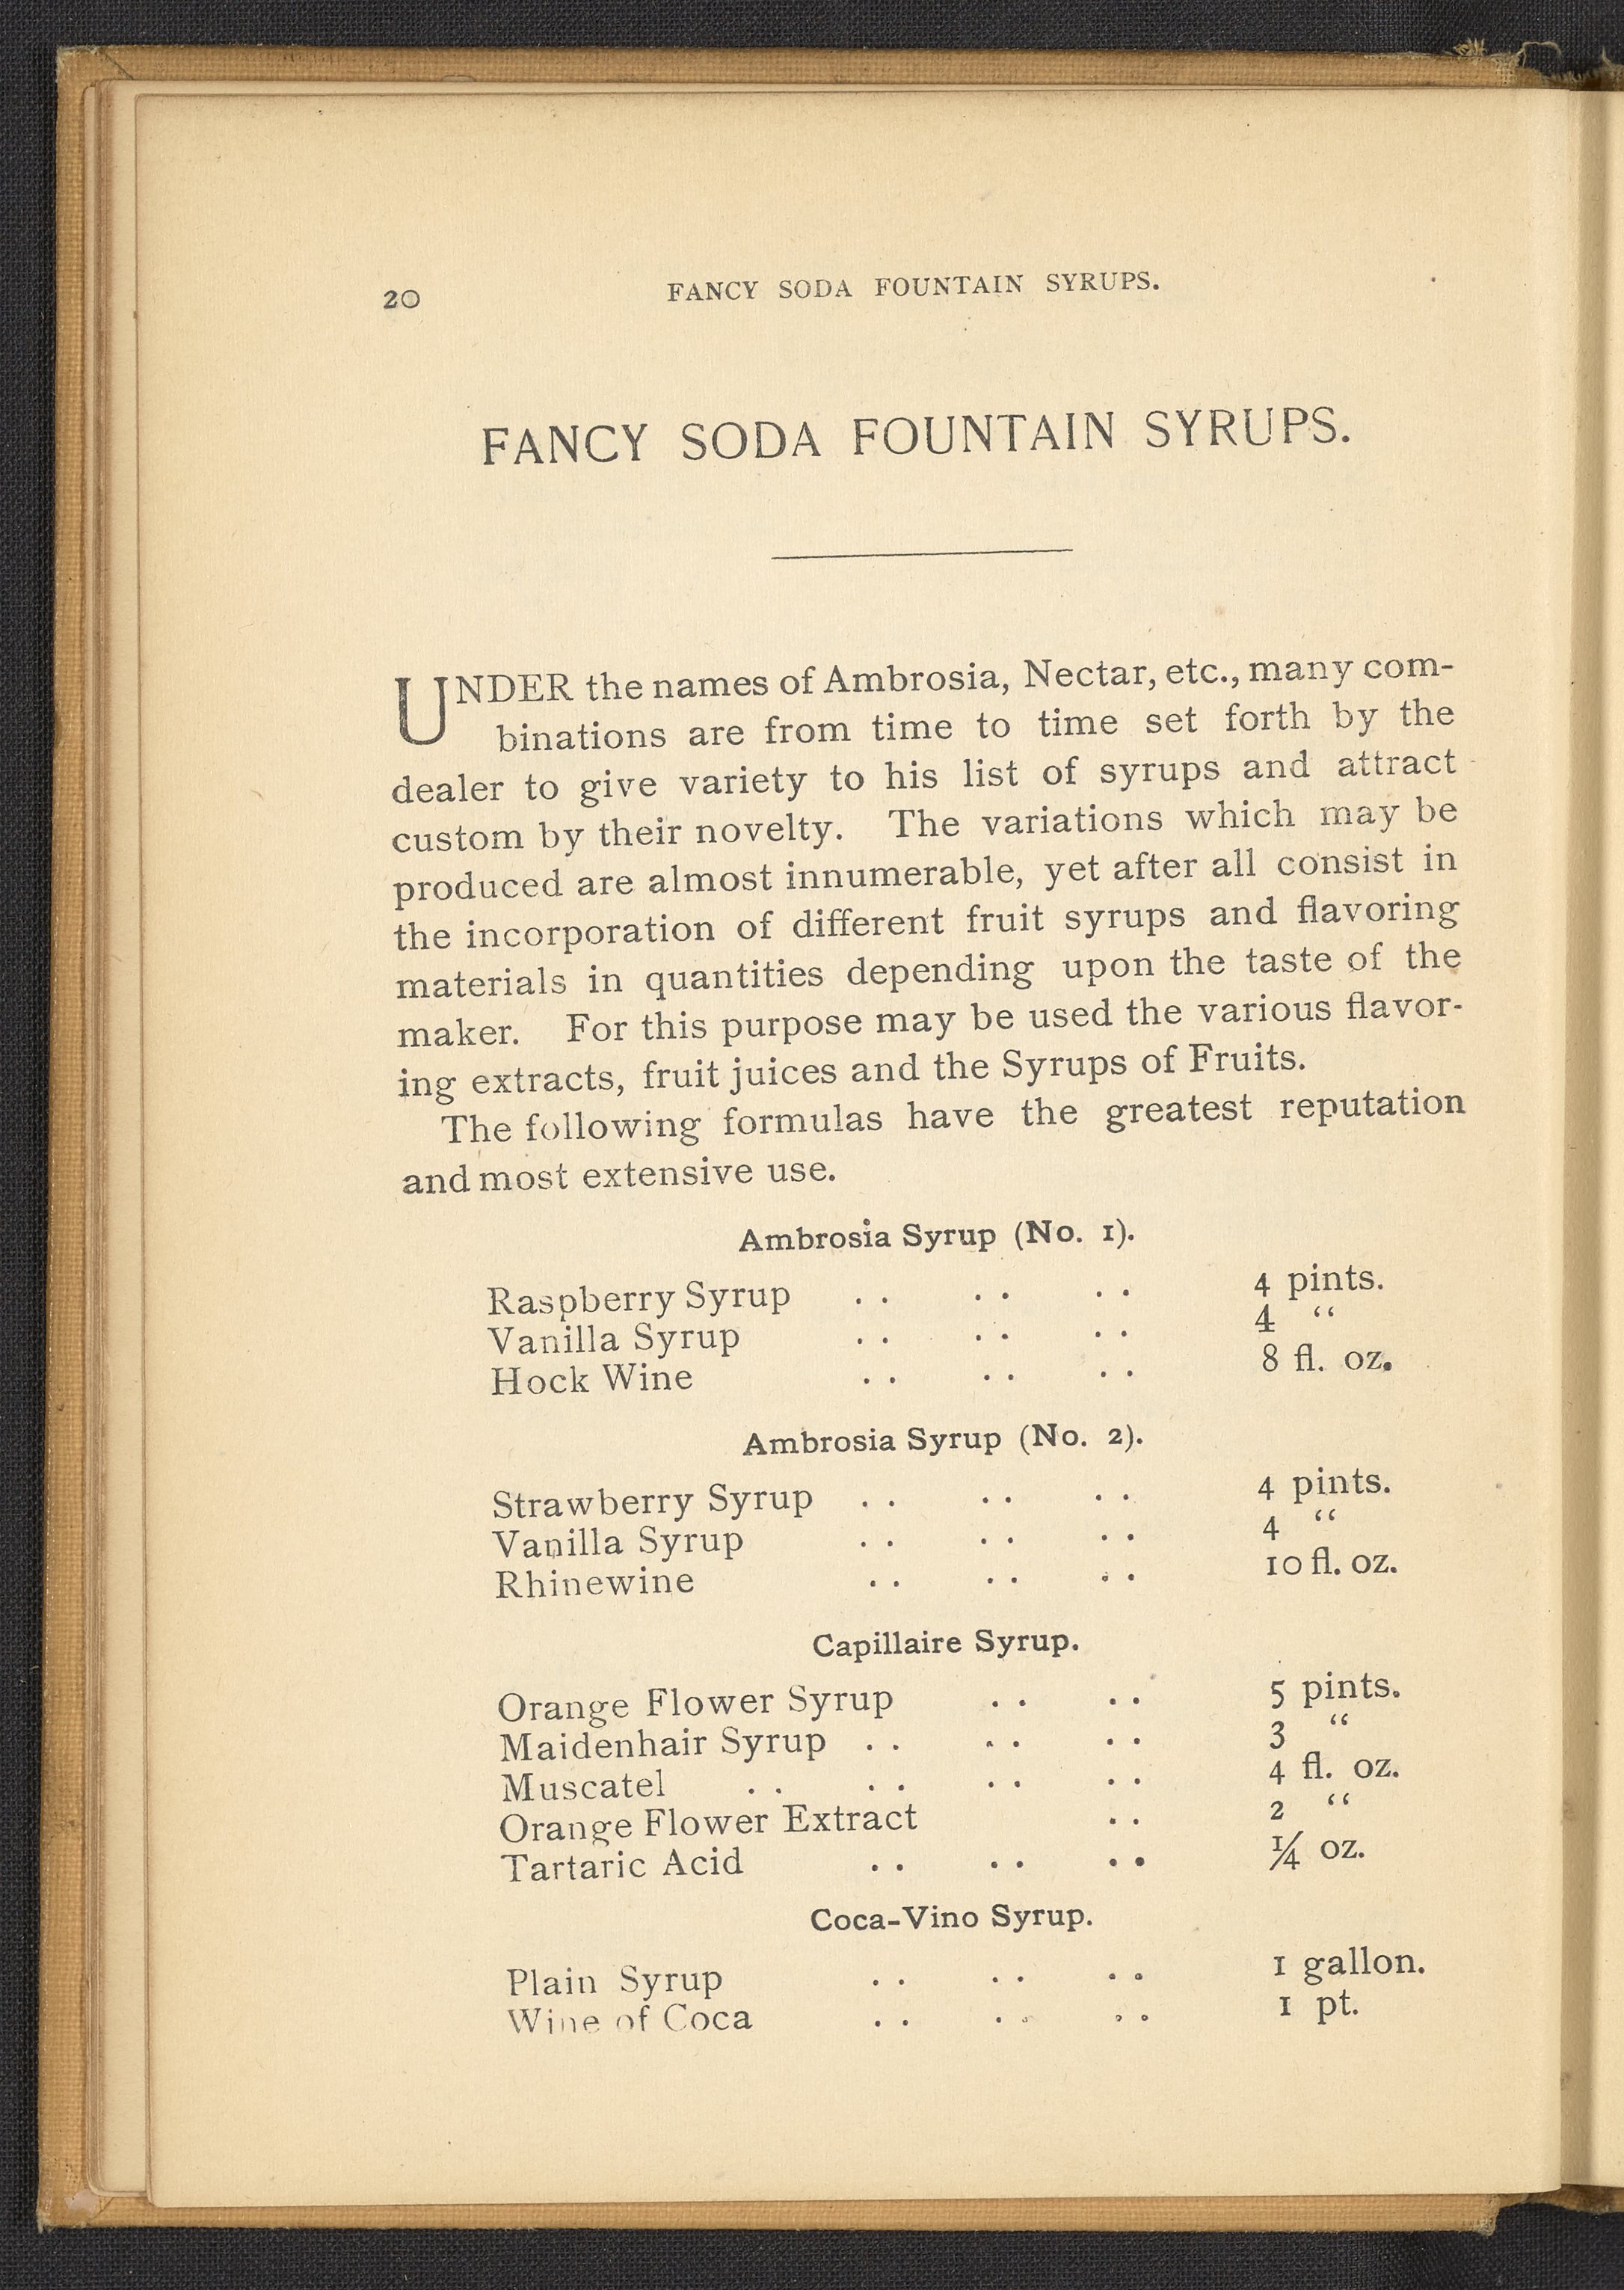 20 FANCY SODA FOUNTAIN SYRUPS.
FANCY SODA FOUNTAIN SYRUPS.
UNDER the names of Ambrosia, Nectar, etc., many com-
binations are from time to time set forth by the
dealer to give variety to his list of syrups and attract
custom by their novelty. The variations which may be
produced are almost innumerable, yet after all consist in
the incorporation of different fruit syrups and flavoring
materials in quantities depending upon the taste of the
maker. For this purpose may be used the various flavor-
ing extracts, fruit juices and the Syrups of Fruits.
The following formulas have the greatest reputation
and most extensive use.
Ambrosia Syrup (No. 1).
Raspberry Syrup .. .. .. 4 pints.
Vanilla Syrup .. .. .. 4 “
Hock Wine .. .. .. 8 fl. oz.
Ambrosia Syrup (No. 2).
Strawberry Syrup .. .. .. 4 pints.
Vanilla Syrup .. .. .. 4 “
Rhinewine .. .. .. 10 fl. oz.
Capillaire Syrup.
Orange Flower Syrup .. .. 5 pints.
Maidenhair Syrup .. .. .. 3 “
Muscatel .. .. .. .. 4 fl. oz.
Orange Flower Extract .. 2 “
Tartaric Acid .. .. .. ¼ oz.
Coca-Vino Syrup.
Plain Syrup .. .. .. 1 gallon.
Wine of Coca .. .. .. 1 pt.